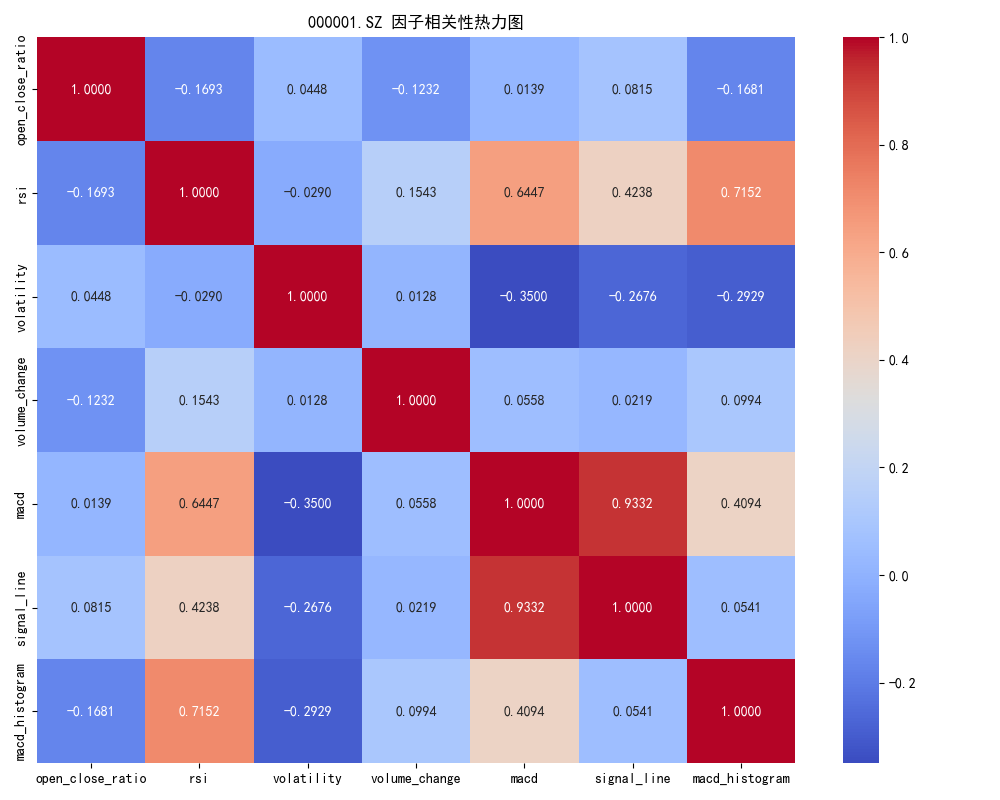 000001.SZ 因子相关性热力图
open_close_ratio 1.0000 -0.1693 0.0448 -0.1232 0.0139 0.0815 -0.1681
rsi -0.1693 1.0000 -0.0290 0.1543 0.6447 0.4238 0.7152
volatility 0.0448 -0.0290 1.0000 0.0128 -0.3500 -0.2676 -0.2929
volume_change -0.1232 0.1543 0.0128 1.0000 0.0558 0.0219 0.0994
macd 0.0139 0.6447 -0.3500 0.0558 1.0000 0.9332 0.4094
signal_line 0.0815 0.4238 -0.2676 0.0219 0.9332 1.0000 0.0541
macd_histogram -0.1681 0.7152 -0.2929 0.0994 0.4094 0.0541 1.0000
open_close_ratio rsi volatility volume_change macd signal_line macd_histogram
1.0
0.8
0.6
0.4
0.2
0.0
-0.2